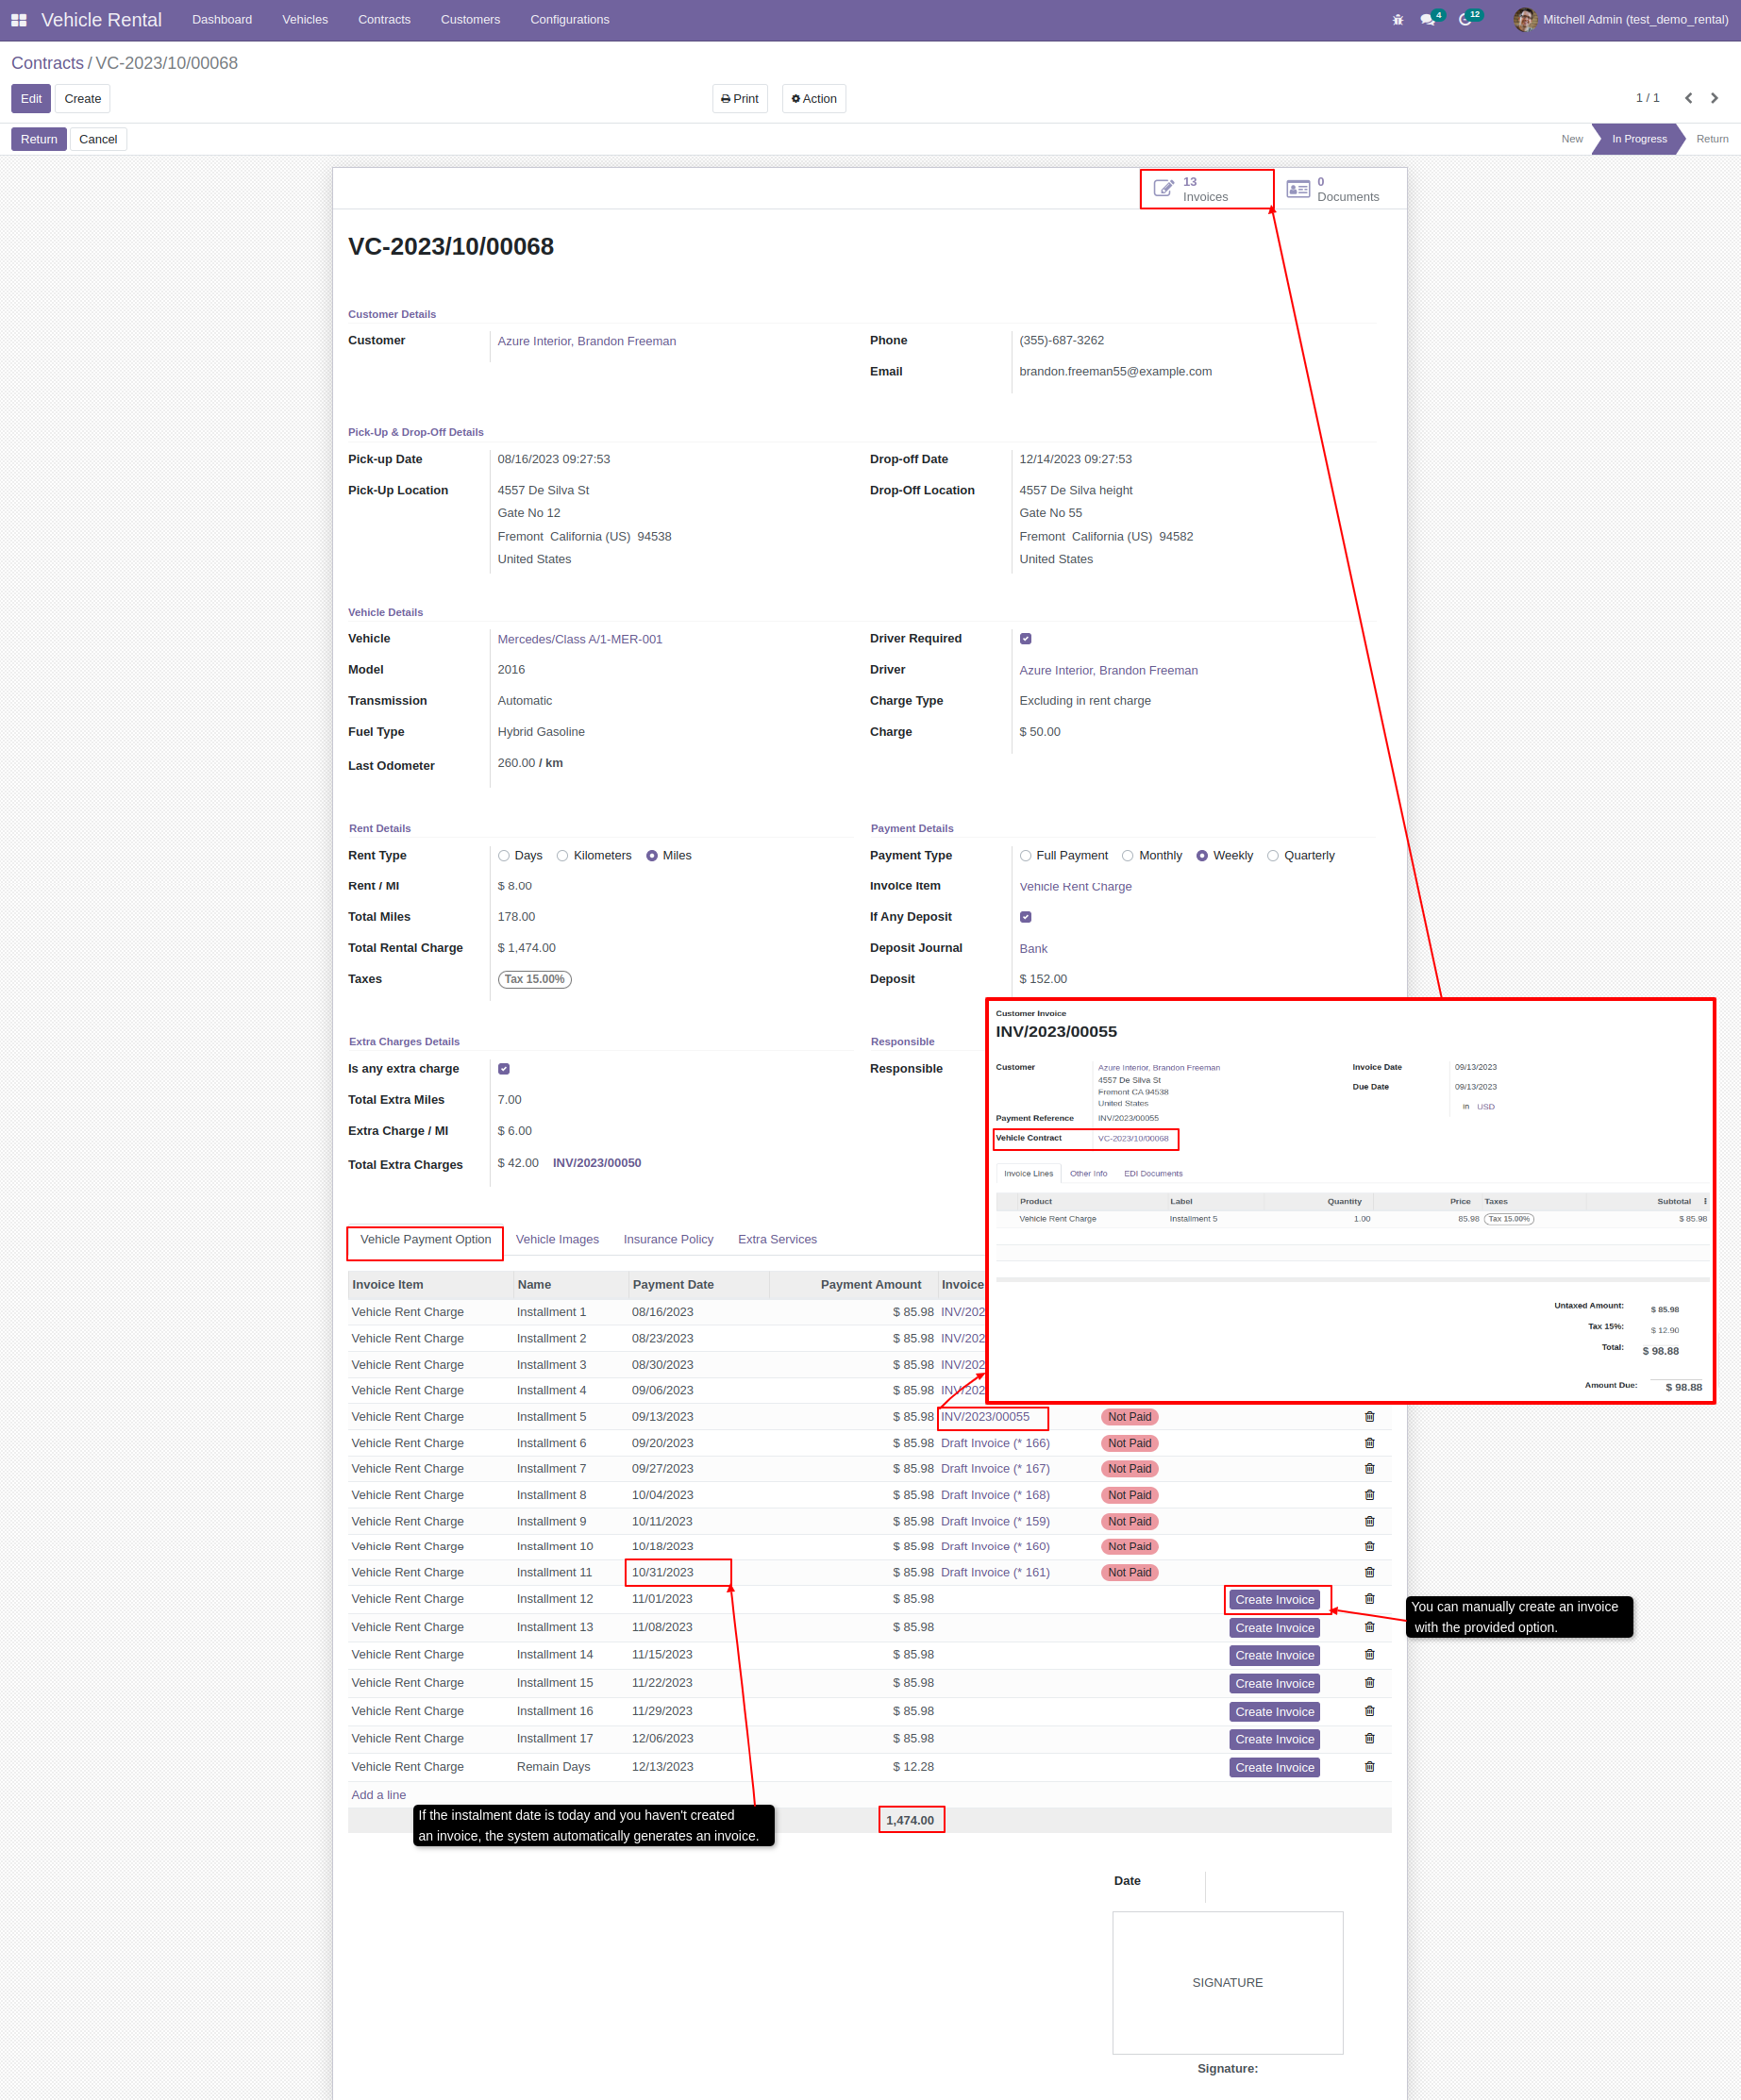 Vehicle Rental Dashboard Vehicles Contracts Customers Configurations 4 12 Mitchell Admin (test_demo_rental)
Contracts / VC-2023/10/00068
Edit Create Print Action 1 / 1
Return Cancel New In Progress Return
13 Invoices 0 Documents
VC-2023/10/00068
Customer Details
Customer Azure Interior, Brandon Freeman Phone (355)-687-3262
Email brandon.freeman55@example.com
Pick-Up & Drop-Off Details
Pick-up Date 08/16/2023 09:27:53 Drop-off Date 12/14/2023 09:27:53
Pick-Up Location 4557 De Silva St Drop-Off Location 4557 De Silva height
Gate No 12 Gate No 55
Fremont California (US) 94538 Fremont California (US) 94582
United States United States
Vehicle Details
Vehicle Mercedes/Class A/1-MER-001 Driver Required
Model 2016 Driver Azure Interior, Brandon Freeman
Transmission Automatic Charge Type Excluding in rent charge
Fuel Type Hybrid Gasoline Charge $ 50.00
Last Odometer 260.00 / km
Rent Details Payment Details
Rent Type Days Kilometers Miles Payment Type Full Payment Monthly Weekly Quarterly
Rent / MI $ 8.00 Invoice Item Vehicle Rent Charge
Total Miles 178.00 If Any Deposit
Total Rental Charge $ 1,474.00 Deposit Journal Bank
Taxes Tax 15.00% Deposit $ 152.00
Extra Charges Details Responsible
Is any extra charge Responsible
Total Extra Miles 7.00
Extra Charge / MI $ 6.00
Total Extra Charges $ 42.00 INV/2023/00050
Customer Invoice
INV/2023/00055
Customer Azure Interior, Brandon Freeman Invoice Date 09/13/2023
4557 De Silva St
Fremont CA 94538 Due Date 09/13/2023
United States in USD
Payment Reference INV/2023/00055
Vehicle Contract VC-2023/10/00068
Invoice Lines Other Info EDI Documents
Product Label Quantity Price Taxes Subtotal
Vehicle Rent Charge Installment 5 1.00 85.98 Tax 15.00% $ 85.98
Untaxed Amount: $ 85.98
Tax 15%: $ 12.90
Total: $ 98.88
Amount Due: $ 98.88
Vehicle Payment Option Vehicle Images Insurance Policy Extra Services
Invoice Item Name Payment Date Payment Amount Invoice
Vehicle Rent Charge Installment 1 08/16/2023 $ 85.98 INV/202
Vehicle Rent Charge Installment 2 08/23/2023 $ 85.98 INV/202
Vehicle Rent Charge Installment 3 08/30/2023 $ 85.98 INV/202
Vehicle Rent Charge Installment 4 09/06/2023 $ 85.98 INV/202
Vehicle Rent Charge Installment 5 09/13/2023 $ 85.98 INV/2023/00055 Not Paid
Vehicle Rent Charge Installment 6 09/20/2023 $ 85.98 Draft Invoice (* 166) Not Paid
Vehicle Rent Charge Installment 7 09/27/2023 $ 85.98 Draft Invoice (* 167) Not Paid
Vehicle Rent Charge Installment 8 10/04/2023 $ 85.98 Draft Invoice (* 168) Not Paid
Vehicle Rent Charge Installment 9 10/11/2023 $ 85.98 Draft Invoice (* 159) Not Paid
Vehicle Rent Charge Installment 10 10/18/2023 $ 85.98 Draft Invoice (* 160) Not Paid
Vehicle Rent Charge Installment 11 10/31/2023 $ 85.98 Draft Invoice (* 161) Not Paid
Vehicle Rent Charge Installment 12 11/01/2023 $ 85.98 Create Invoice
Vehicle Rent Charge Installment 13 11/08/2023 $ 85.98 Create Invoice
Vehicle Rent Charge Installment 14 11/15/2023 $ 85.98 Create Invoice
Vehicle Rent Charge Installment 15 11/22/2023 $ 85.98 Create Invoice
Vehicle Rent Charge Installment 16 11/29/2023 $ 85.98 Create Invoice
Vehicle Rent Charge Installment 17 12/06/2023 $ 85.98 Create Invoice
Vehicle Rent Charge Remain Days 12/13/2023 $ 12.28 Create Invoice
You can manually create an invoice
with the provided option.
Add a line
1,474.00
If the instalment date is today and you haven't created
an invoice, the system automatically generates an invoice.
Date
SIGNATURE
Signature: